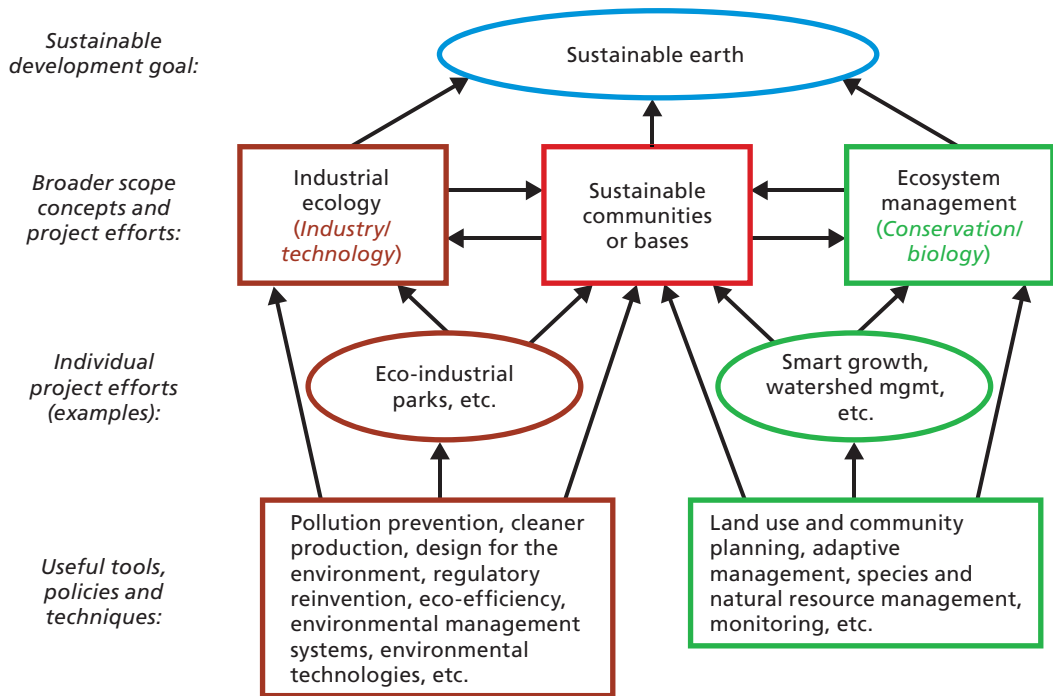 Sustainable
development goal:
Sustainable earth
Broader scope
concepts and
project efforts:
Industrial
ecology
(Industry/
technology)
Sustainable
communities
or bases
Ecosystem
management
(Conservation/
biology)
Individual
project efforts
(examples):
Eco-industrial
parks, etc.
Smart growth,
watershed mgmt,
etc.
Useful tools,
policies and
techniques:
Pollution prevention, cleaner
production, design for the
environment, regulatory
reinvention, eco-efficiency,
environmental management
systems, environmental
technologies, etc.
Land use and community
planning, adaptive
management, species and
natural resource management,
monitoring, etc.